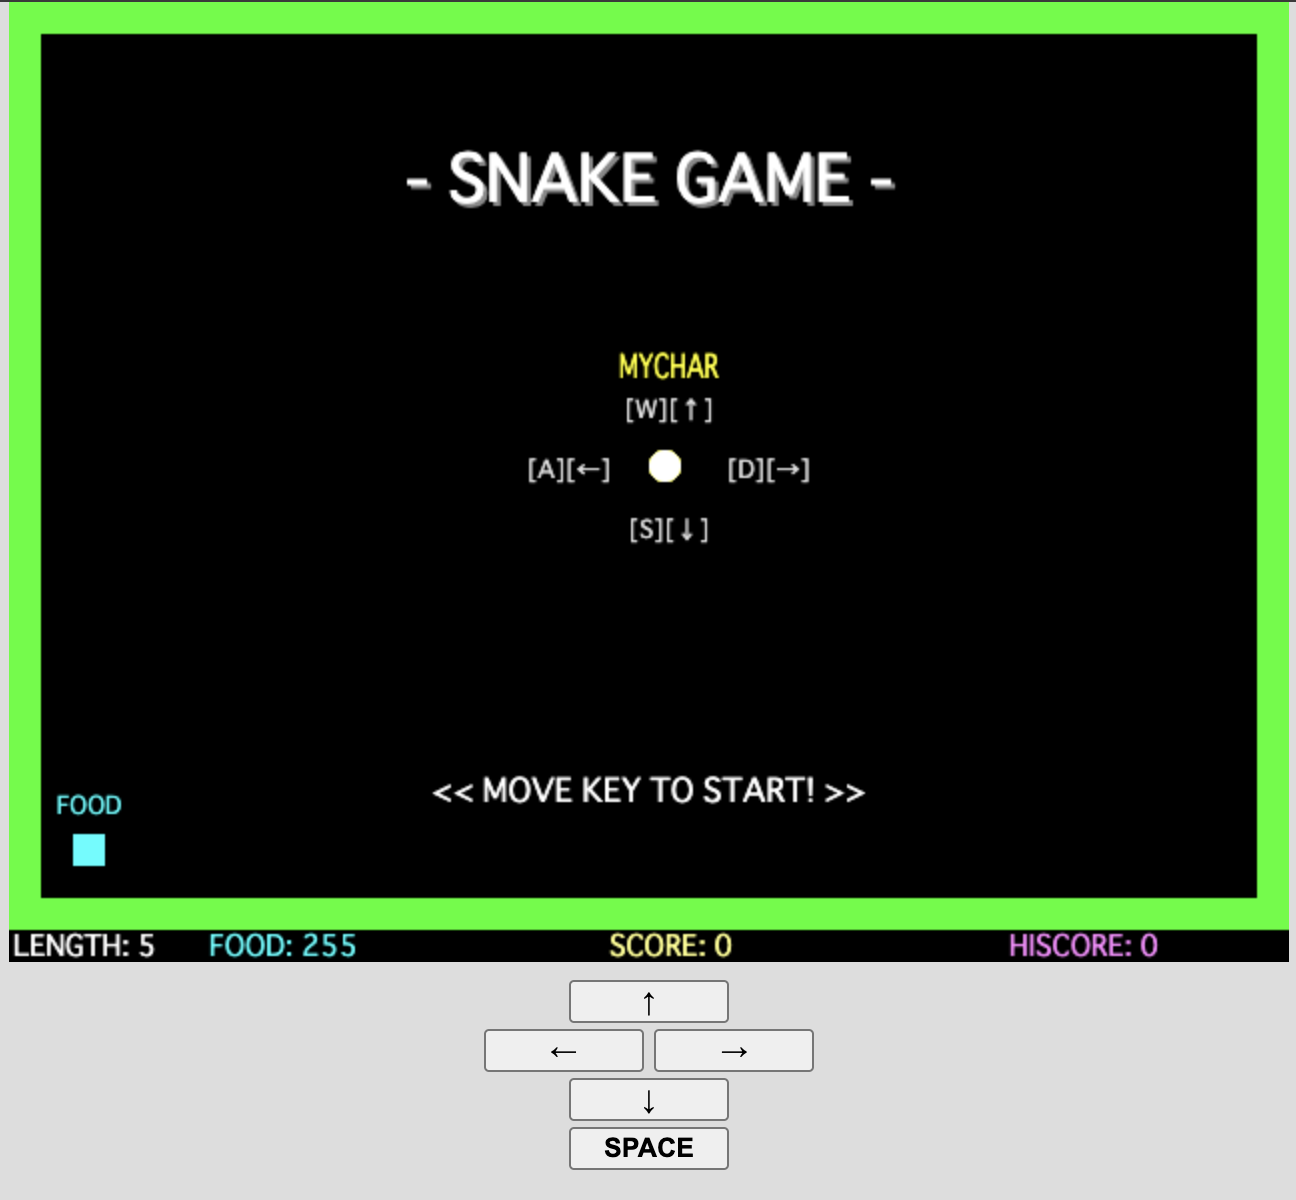 - SNAKE GAME -
MYCHAR
[W][↑]
[A][←] [D][→]
[S][↓]
<< MOVE KEY TO START! >>
FOOD
LENGTH: 5 FOOD: 255 SCORE: 0 HISCORE: 0
↑
← →
↓
SPACE